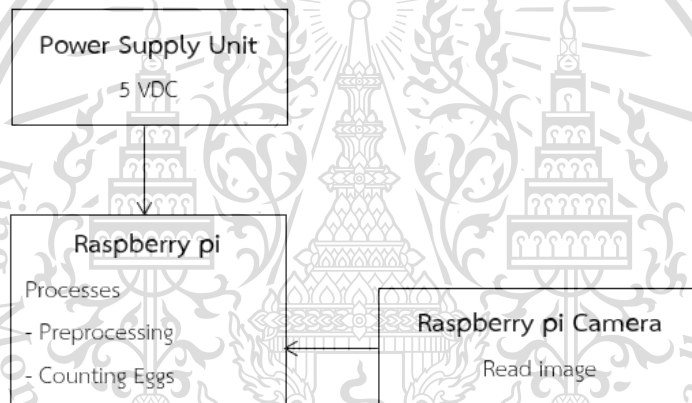 Power Supply Unit
5 VDC
Raspberry pi
Processes
- Preprocessing
- Counting Eggs
Raspberry pi Camera
Read image